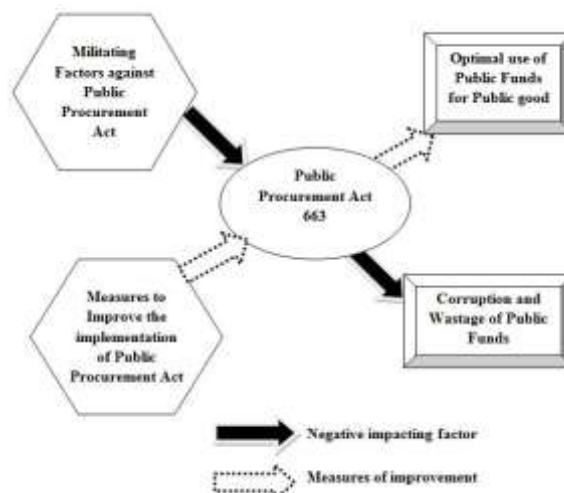 Militating
Factors against
Public
Procurement
Act
Optimal use of
Public Funds
for Public good
Public
Procurement Act
663
Measures to
Improve the
implementation
of Public
Procurement Act
Corruption and
Wastage of Public
Funds
Negative impacting factor
Measures of improvement